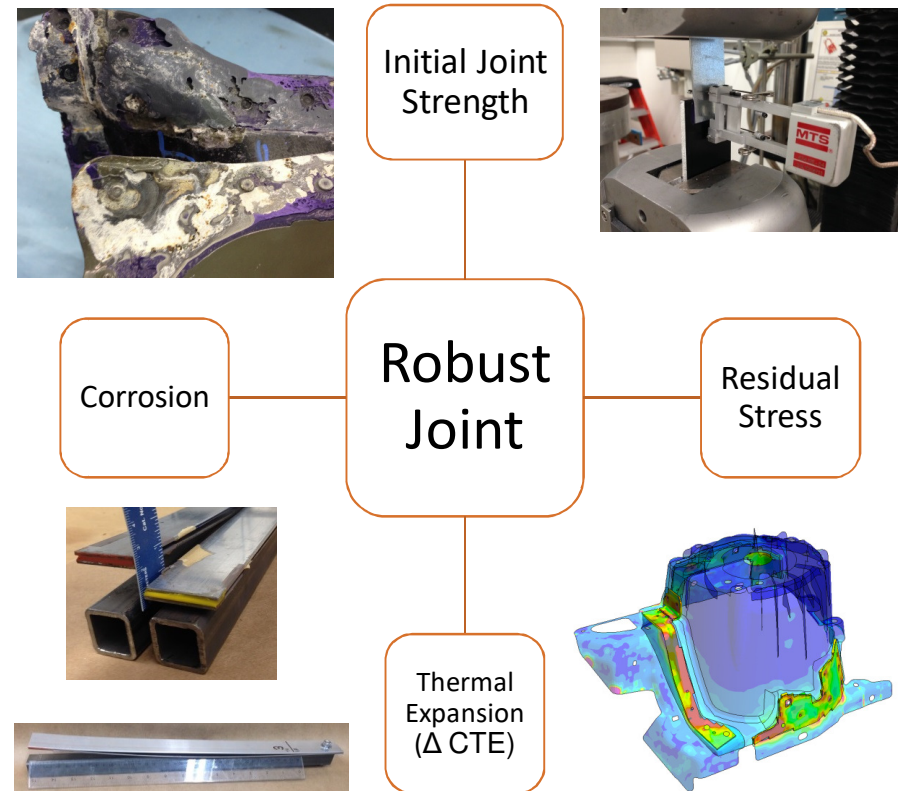 Initial Joint
Strength
MTS
Robust
Joint
Corrosion
Residual
Stress
Thermal
Expansion
(Δ CTE)